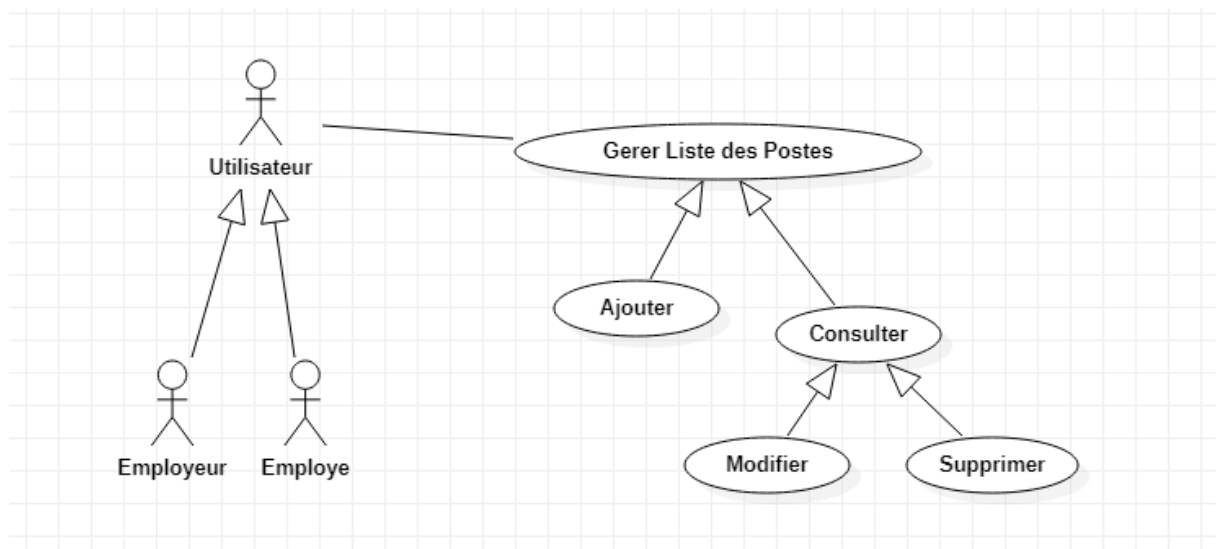 Utilisateur
Gerer Liste des Postes
Ajouter
Consulter
Employeur
Employe
Modifier
Supprimer